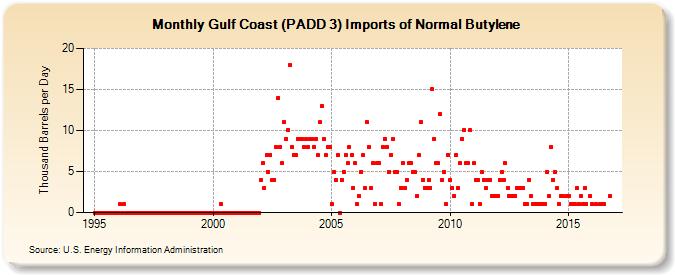 Monthly Gulf Coast (PADD 3) Imports of Normal Butylene
Thousand Barrels per Day
20
15
10
5
0
1995 2000 2005 2010 2015
Source: U.S. Energy Information Administration